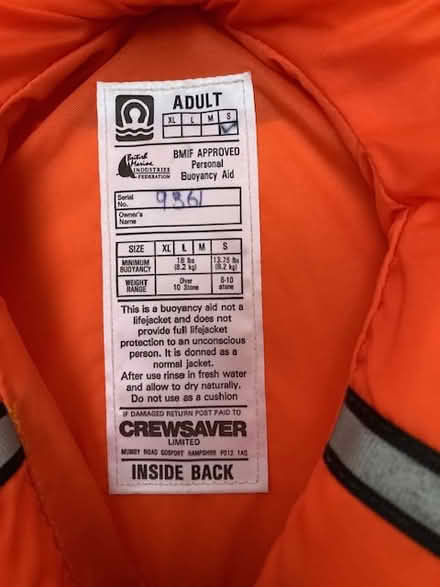 ADULT
XL L M S
British
Marine
INDUSTRIES
FEDERATION
BMIF APPROVED
Personal
Buoyancy Aid
Serial
No. 9361
Owner's
Name
SIZE XL L M S
MINIMUM
BUOYANCY
18 lbs
(8.2 kg)
13.75 lbs
(6.2 kg)
WEIGHT
RANGE
Over
10 Stone
6-10
stone
This is a buoyancy aid not a
lifejacket and does not
provide full lifejacket
protection to an unconscious
person. It is donned as a
normal jacket.
After use rinse in fresh water
and allow to dry naturally.
Do not use as a cushion
IF DAMAGED RETURN POST PAID TO
CREWSAVER
LIMITED
MUMBY ROAD GOSPORT HAMPSHIRE PO12 1AQ
INSIDE BACK